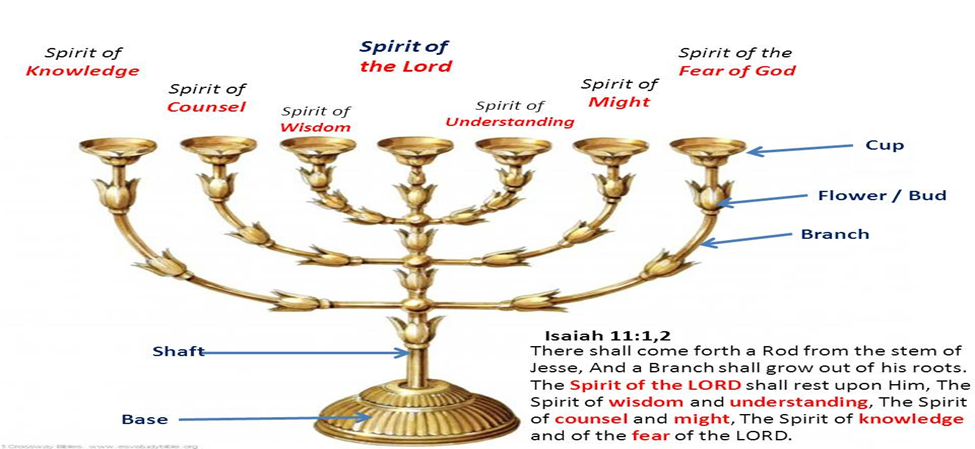 Spirit of
Knowledge
Spirit of
Counsel
Spirit of
Wisdom
Spirit of
the Lord
Spirit of
Understanding
Spirit of
Might
Spirit of the
Fear of God
Cup
Flower / Bud
Branch
Shaft
Base
Isaiah 11:1,2
There shall come forth a Rod from the stem of
Jesse, And a Branch shall grow out of his roots.
The Spirit of the LORD shall rest upon Him, The
Spirit of wisdom and understanding, The Spirit
of counsel and might, The Spirit of knowledge
and of the fear of the LORD.
Crossway Bibles www.esvstudybible.org